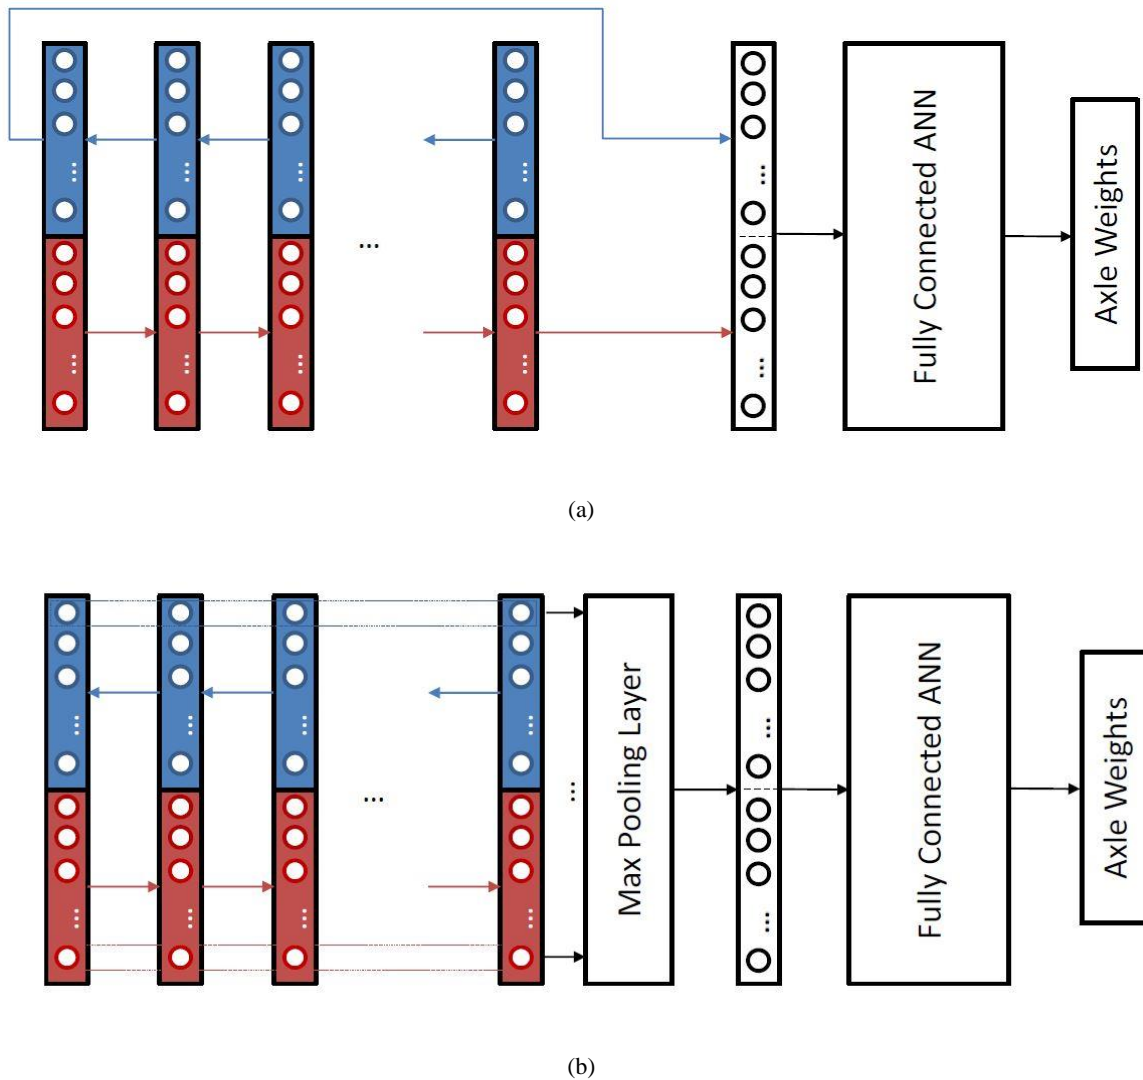 Fully Connected ANN
Axle Weights
...
(a)
Max Pooling Layer
Fully Connected ANN
Axle Weights
...
...
(b)